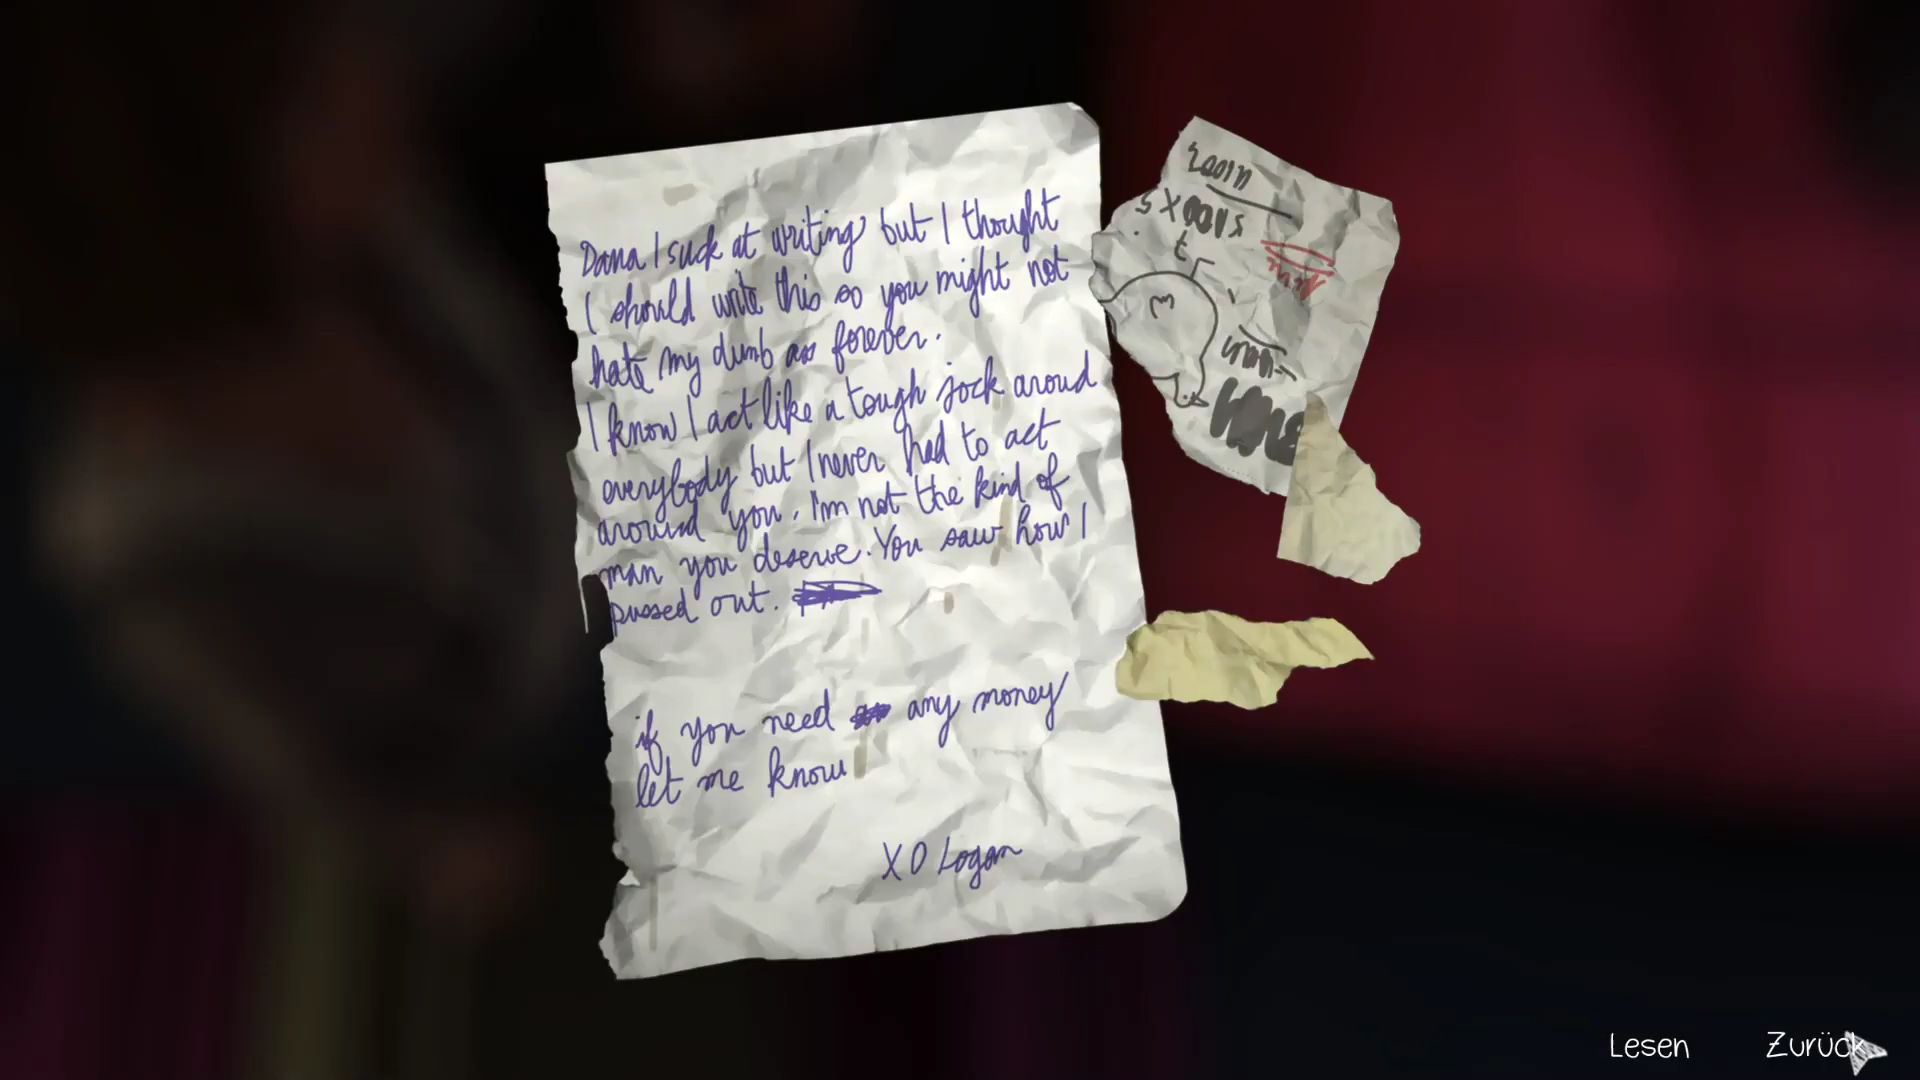 Dana I suck at writing but I thought
I should write this so you might not
hate my dumb ass forever.
I know I act like a tough jock aroud
everybody but I never had to act
around you. I'm not the kind of
man you deserve. You saw how I
pussed out.
if you need any money
let me know
XO Logan
Lesen
Zurück